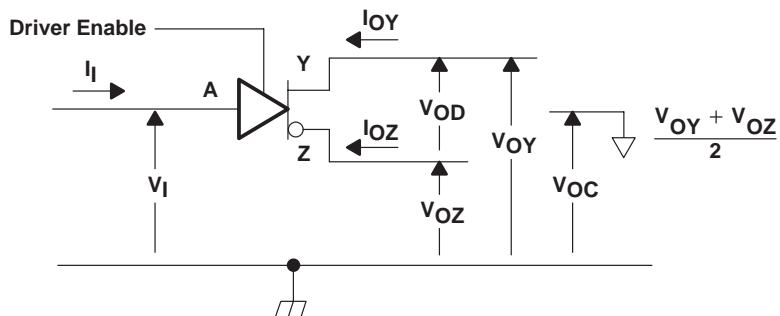 Driver Enable
IOY
II
A
Y
VOD
IOZ
Z
VOY
VOY + VOZ
2
VI
VOZ
VOC